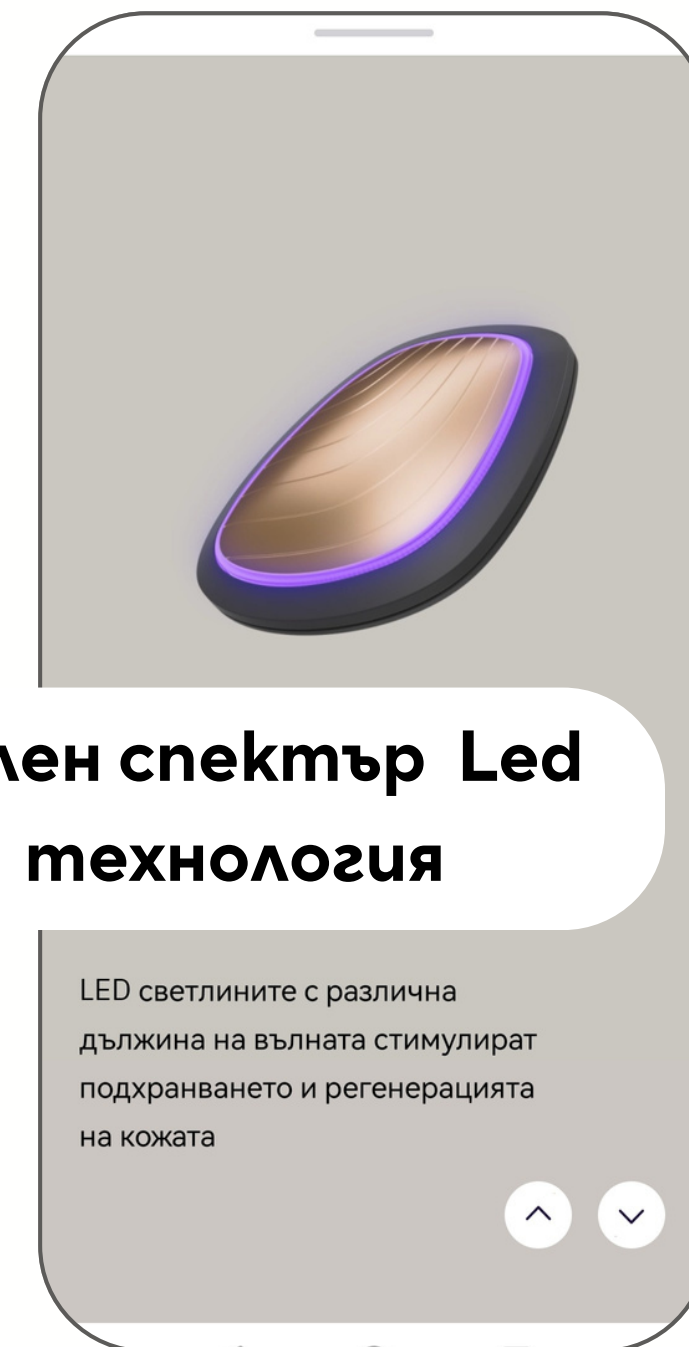 лен спектър Led
технология
LED светлините с различна
дължина на вълната стимулират
подхранването и регенерацията
на кожата